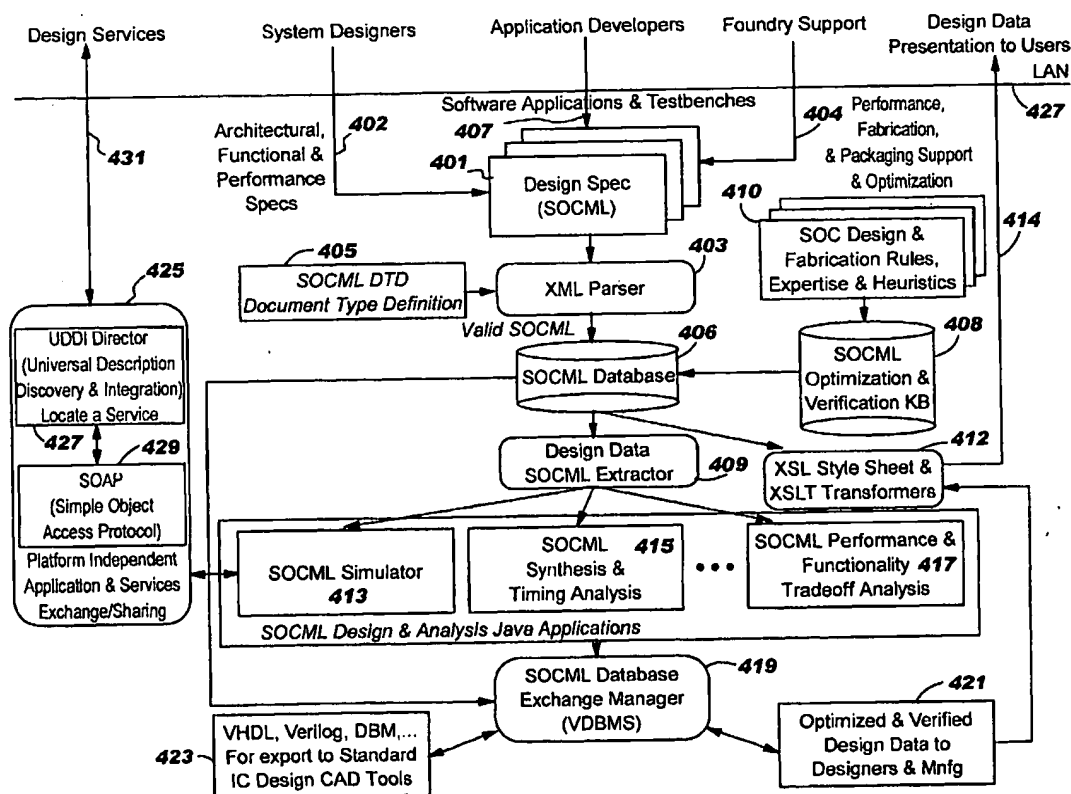 Design Services
System Designers
Application Developers
Foundry Support
Design Data
Presentation to Users
LAN
427
Software Applications & Testbenches
407
402
404
431
Architectural,
Functional &
Performance
Specs
401
Design Spec
(SOCML)
Performance,
Fabrication,
& Packaging Support
& Optimization
410
414
SOC Design &
Fabrication Rules,
Expertise & Heuristics
405
SOCML DTD
Document Type Definition
403
XML Parser
Valid SOCML
406
SOCML Database
408
SOCML
Optimization &
Verification KB
425
UDDI Director
(Universal Description
Discovery & Integration)
Locate a Service
427
429
SOAP
(Simple Object
Access Protocol)
Platform Independent
Application & Services
Exchange/Sharing
Design Data
SOCML Extractor
409
412
XSL Style Sheet &
XSLT Transformers
SOCML Simulator
413
SOCML
Synthesis &
Timing Analysis
415
SOCML Performance &
Functionality
Tradeoff Analysis
417
SOCML Design & Analysis Java Applications
SOCML Database
Exchange Manager
(VDBMS)
419
421
Optimized & Verified
Design Data to
Designers & Mnfg
423
VHDL, Verilog, DBM,...
For export to Standard
IC Design CAD Tools